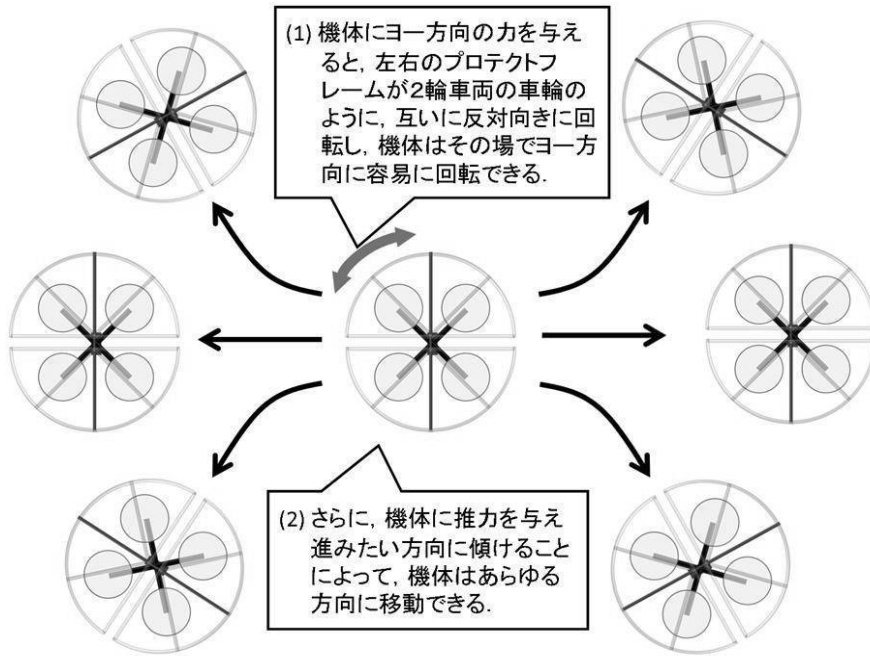 (1) 機体にヨー方向の力を与え
ると，左右のプロテクトフ
レームが２輪車両の車輪の
ように，互いに反対向きに回
転し，機体はその場でヨー方
向に容易に回転できる．
(2) さらに，機体に推力を与え
進みたい方向に傾けること
によって，機体はあらゆる
方向に移動できる．